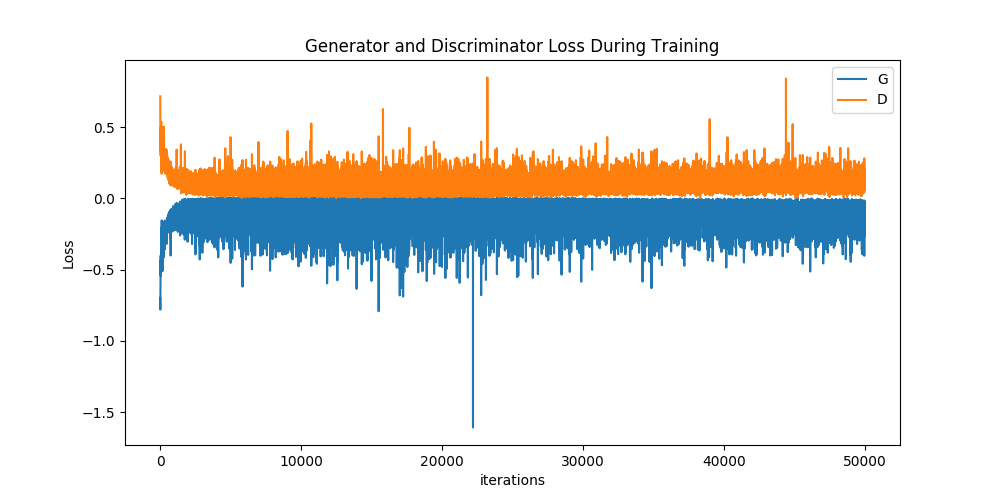 Generator and Discriminator Loss During Training
G
D
0.5
0.0
−0.5
−1.0
−1.5
Loss
0 10000 20000 30000 40000 50000
iterations